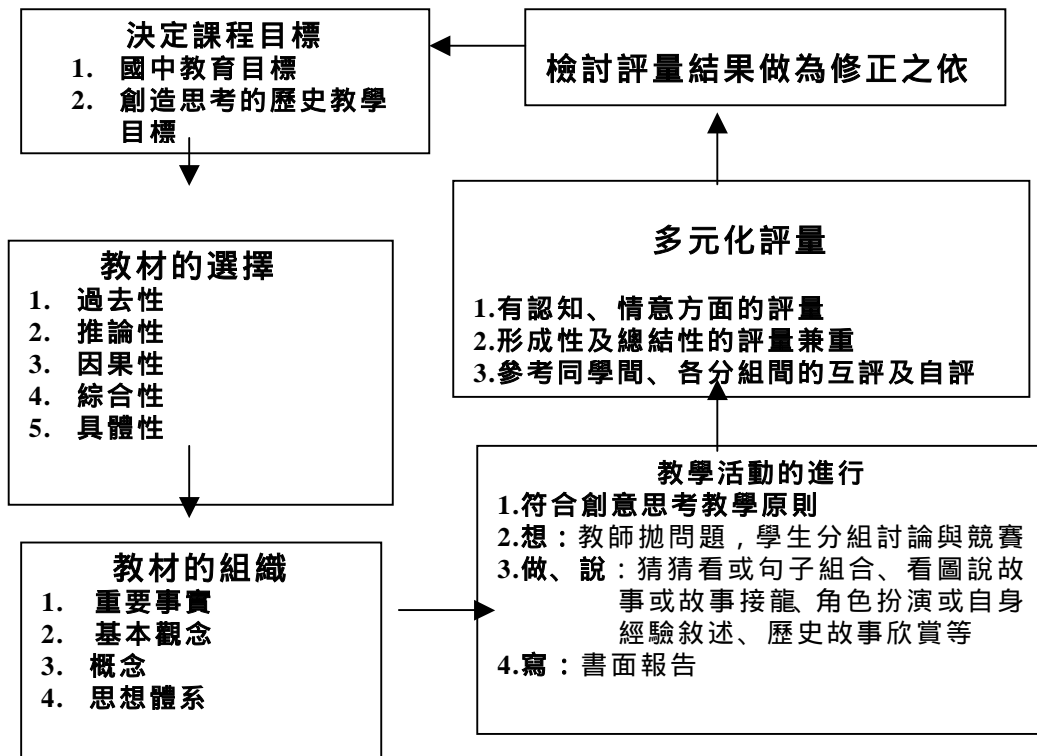 決定課程目標
1. 國中教育目標
2. 創造思考的歷史教學
目標
檢討評量結果做為修正之依
教材的選擇
1. 過去性
2. 推論性
3. 因果性
4. 綜合性
5. 具體性
多元化評量
1.有認知、情意方面的評量
2.形成性及總結性的評量兼重
3.參考同學間、各分組間的互評及自評
教材的組織
1. 重要事實
2. 基本觀念
3. 概念
4. 思想體系
教學活動的進行
1.符合創意思考教學原則
2.想：教師拋問題，學生分組討論與競賽
3.做、說：猜猜看或句子組合、看圖說故
事或故事接龍、角色扮演或自身
經驗敘述、歷史故事欣賞等
4.寫：書面報告